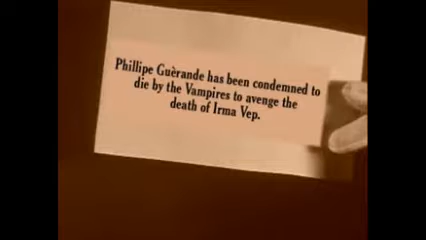 Phillipe Guèrande has been condemned to
die by the Vampires to avenge the
death of Irma Vep.